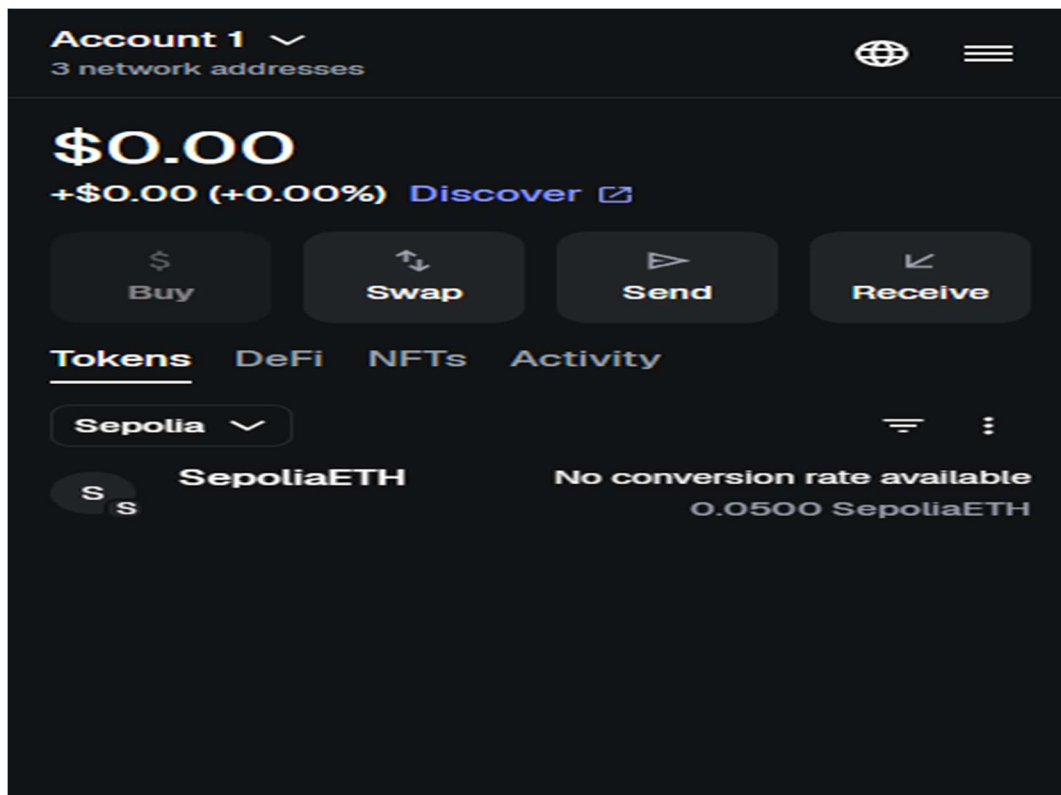 Account 1
3 network addresses
$0.00
+$0.00 (+0.00%) Discover
$
Buy Swap Send Receive
Tokens DeFi NFTs Activity
Sepolia
S
S
SepoliaETH No conversion rate available
0.0500 SepoliaETH